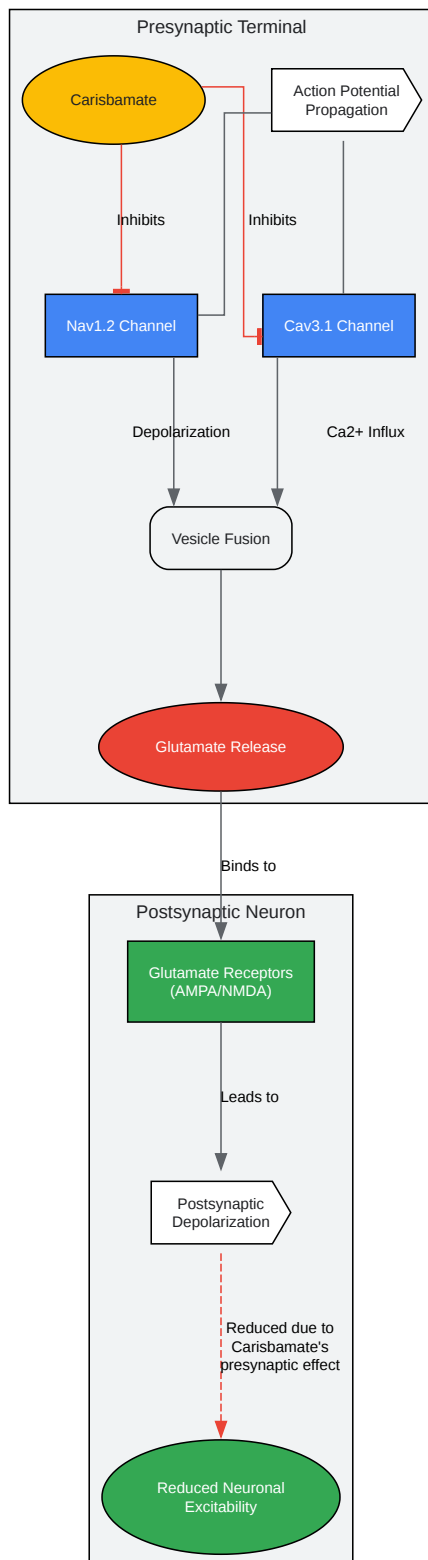 Presynaptic Terminal
Carisbamate
Action Potential
Propagation
Inhibits
Inhibits
Nav1.2 Channel
Cav3.1 Channel
Depolarization
Ca2+ Influx
Vesicle Fusion
Glutamate Release
Binds to
Postsynaptic Neuron
Glutamate Receptors
(AMPA/NMDA)
Leads to
Postsynaptic
Depolarization
Reduced due to
Carisbamate's
presynaptic effect
Reduced Neuronal
Excitability